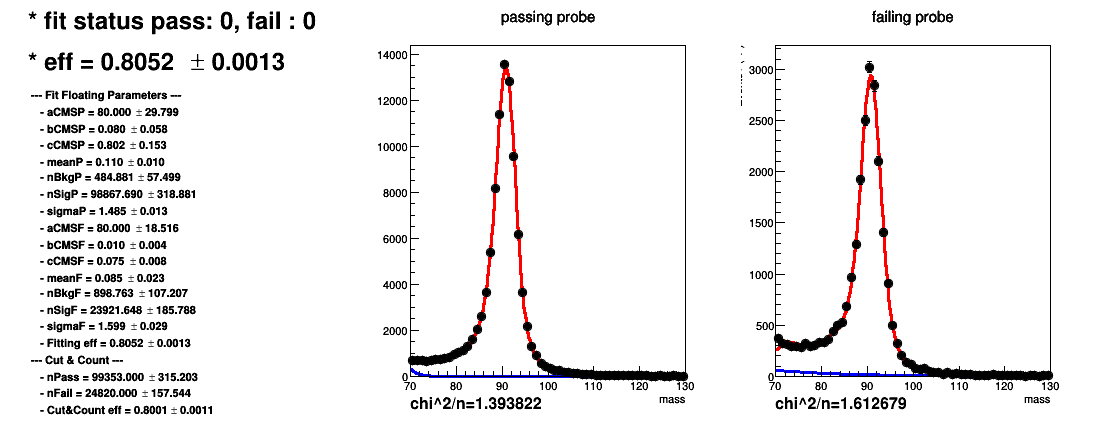 * fit status pass: 0, fail : 0
* eff = 0.8052 ± 0.0013
--- Fit Floating Parameters ---
- aCMSP = 80.000 ± 29.799
- bCMSP = 0.080 ± 0.058
- cCMSP = 0.802 ± 0.153
- meanP = 0.110 ± 0.010
- nBkgP = 484.881 ± 57.499
- nSigP = 98867.690 ± 318.881
- sigmaP = 1.485 ± 0.013
- aCMSF = 80.000 ± 18.516
- bCMSF = 0.010 ± 0.004
- cCMSF = 0.075 ± 0.008
- meanF = 0.085 ± 0.023
- nBkgF = 898.763 ± 107.207
- nSigF = 23921.648 ± 185.788
- sigmaF = 1.599 ± 0.029
- Fitting eff = 0.8052 ± 0.0013
--- Cut & Count ---
- nPass = 99353.000 ± 315.203
- nFail = 24820.000 ± 157.544
- Cut&Count eff = 0.8001 ± 0.0011
passing probe
14000
12000
10000
8000
6000
4000
2000
0
70 80 90 100 110 120 130
mass
chi^2/n=1.393822
failing probe
3000
2500
2000
1500
1000
500
0
70 80 90 100 110 120 130
mass
chi^2/n=1.612679